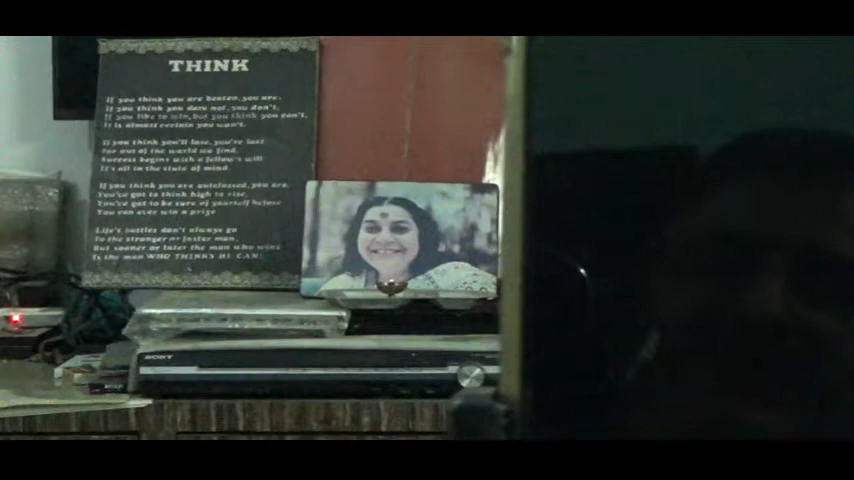 THINK
If you think you are beaten, you are.
If you think you dare not, you don't,
If you like to win, but you think you can't,
It is almost certain you won't.
If you think you'll lose, you're lost
For out of the world we find,
Success begins with a fellow's will
It's all in the state of mind.
If you think you are outclassed, you are.
You've got to think high to rise,
You've got to be sure of yourself before
You can ever win a prize
Life's battles don't always go
To the stronger or faster man,
But sooner or later the man who wins
Is the man WHO THINKS HE CAN!
SONY